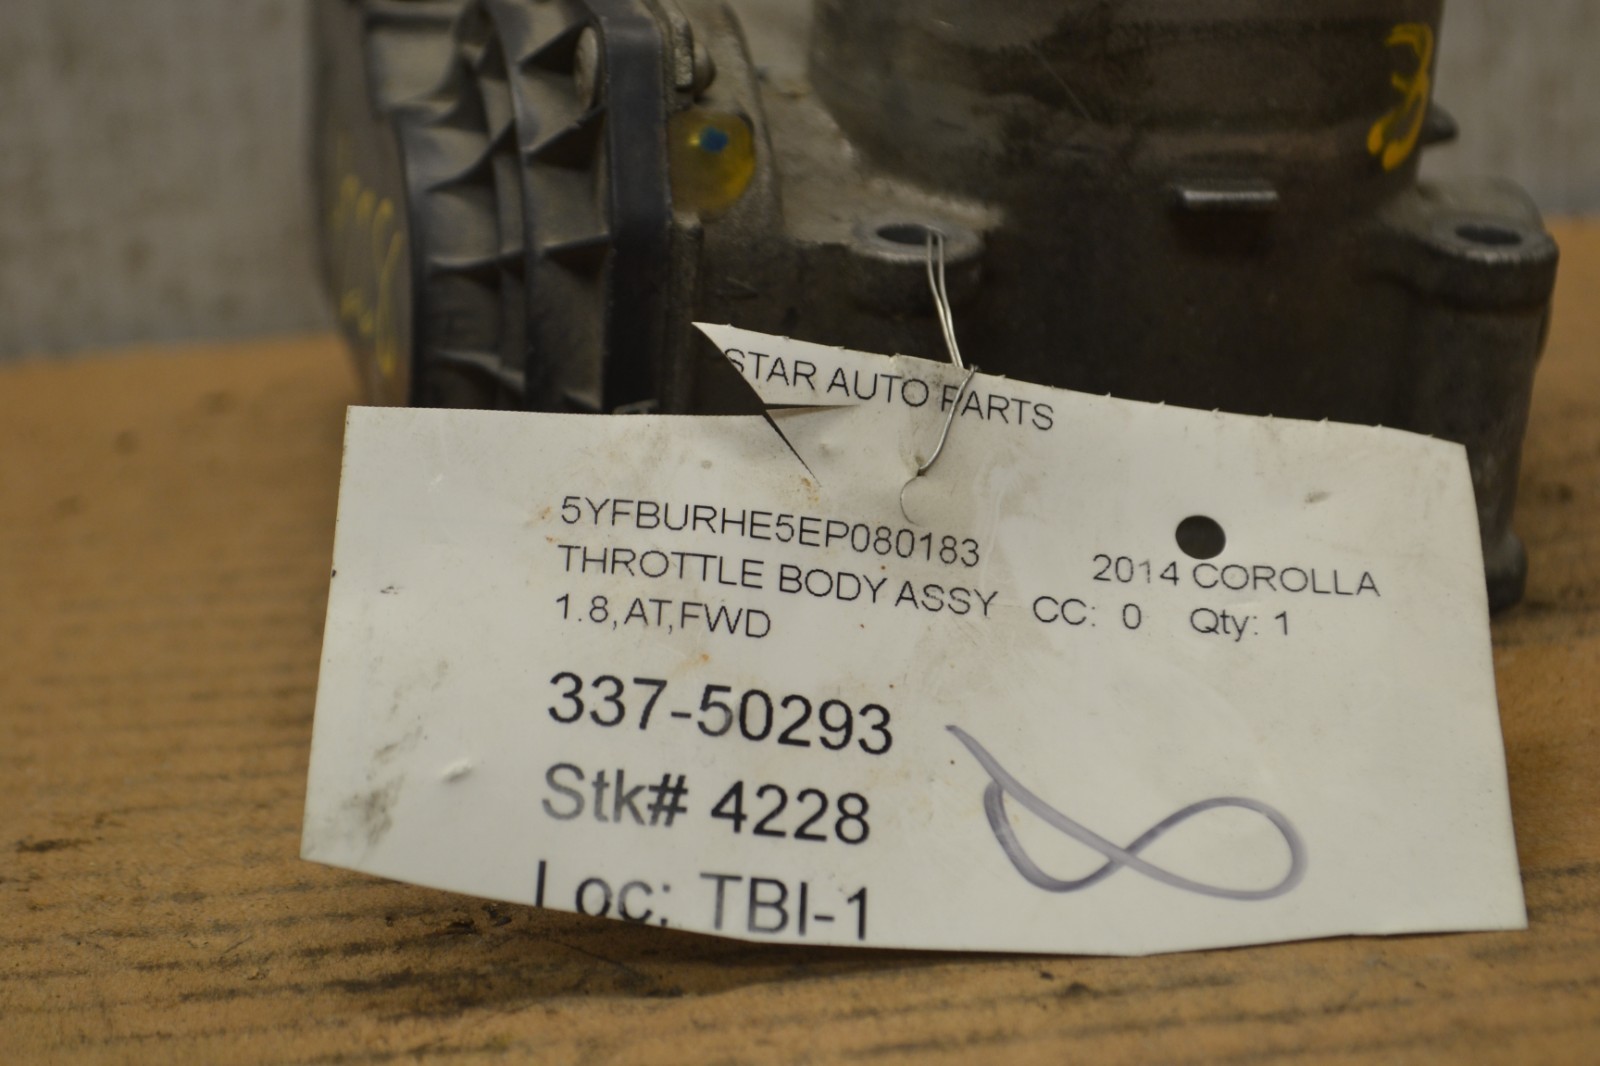 STAR AUTO PARTS
5YFBURHE5EP080183
2014 COROLLA
THROTTLE BODY ASSY CC: 0 Qty: 1
1.8,AT,FWD
337-50293
Stk# 4228
Loc: TBI-1